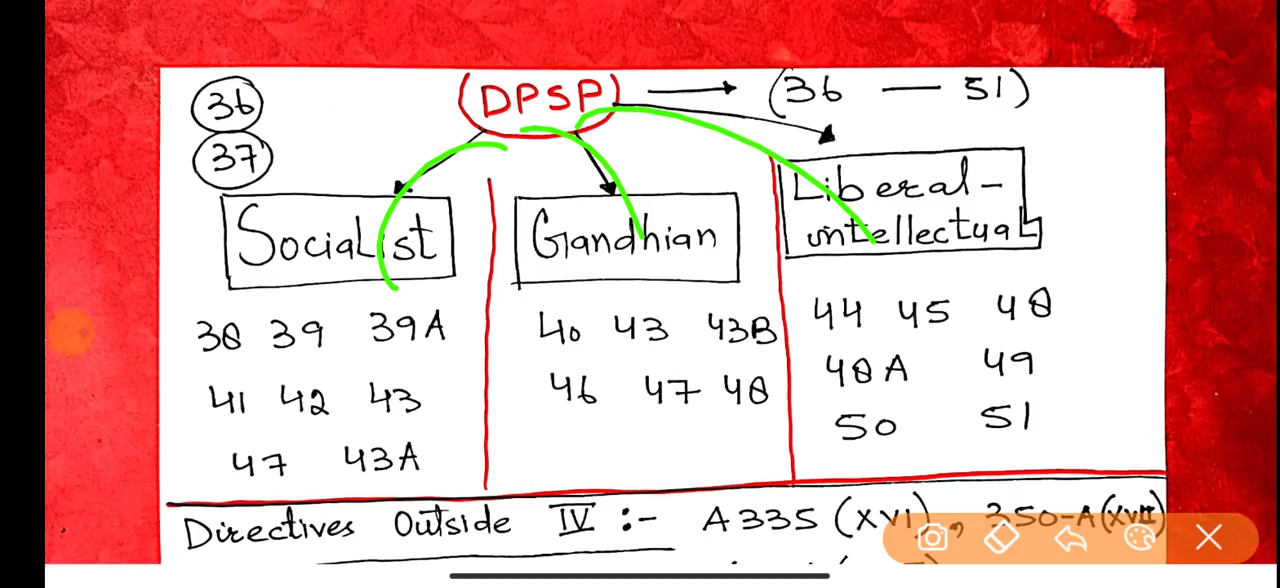 36 (DPSP) → (36 — 51)
37
Socialist
38 39 39A
41 42 43
47 43A
Gandhian
40 43 43B
46 47 48
Liberal-
intellectual
44 45 48
48A 49
50 51
Directives Outside IV :- A335 (XVI), 350-A(XVII)